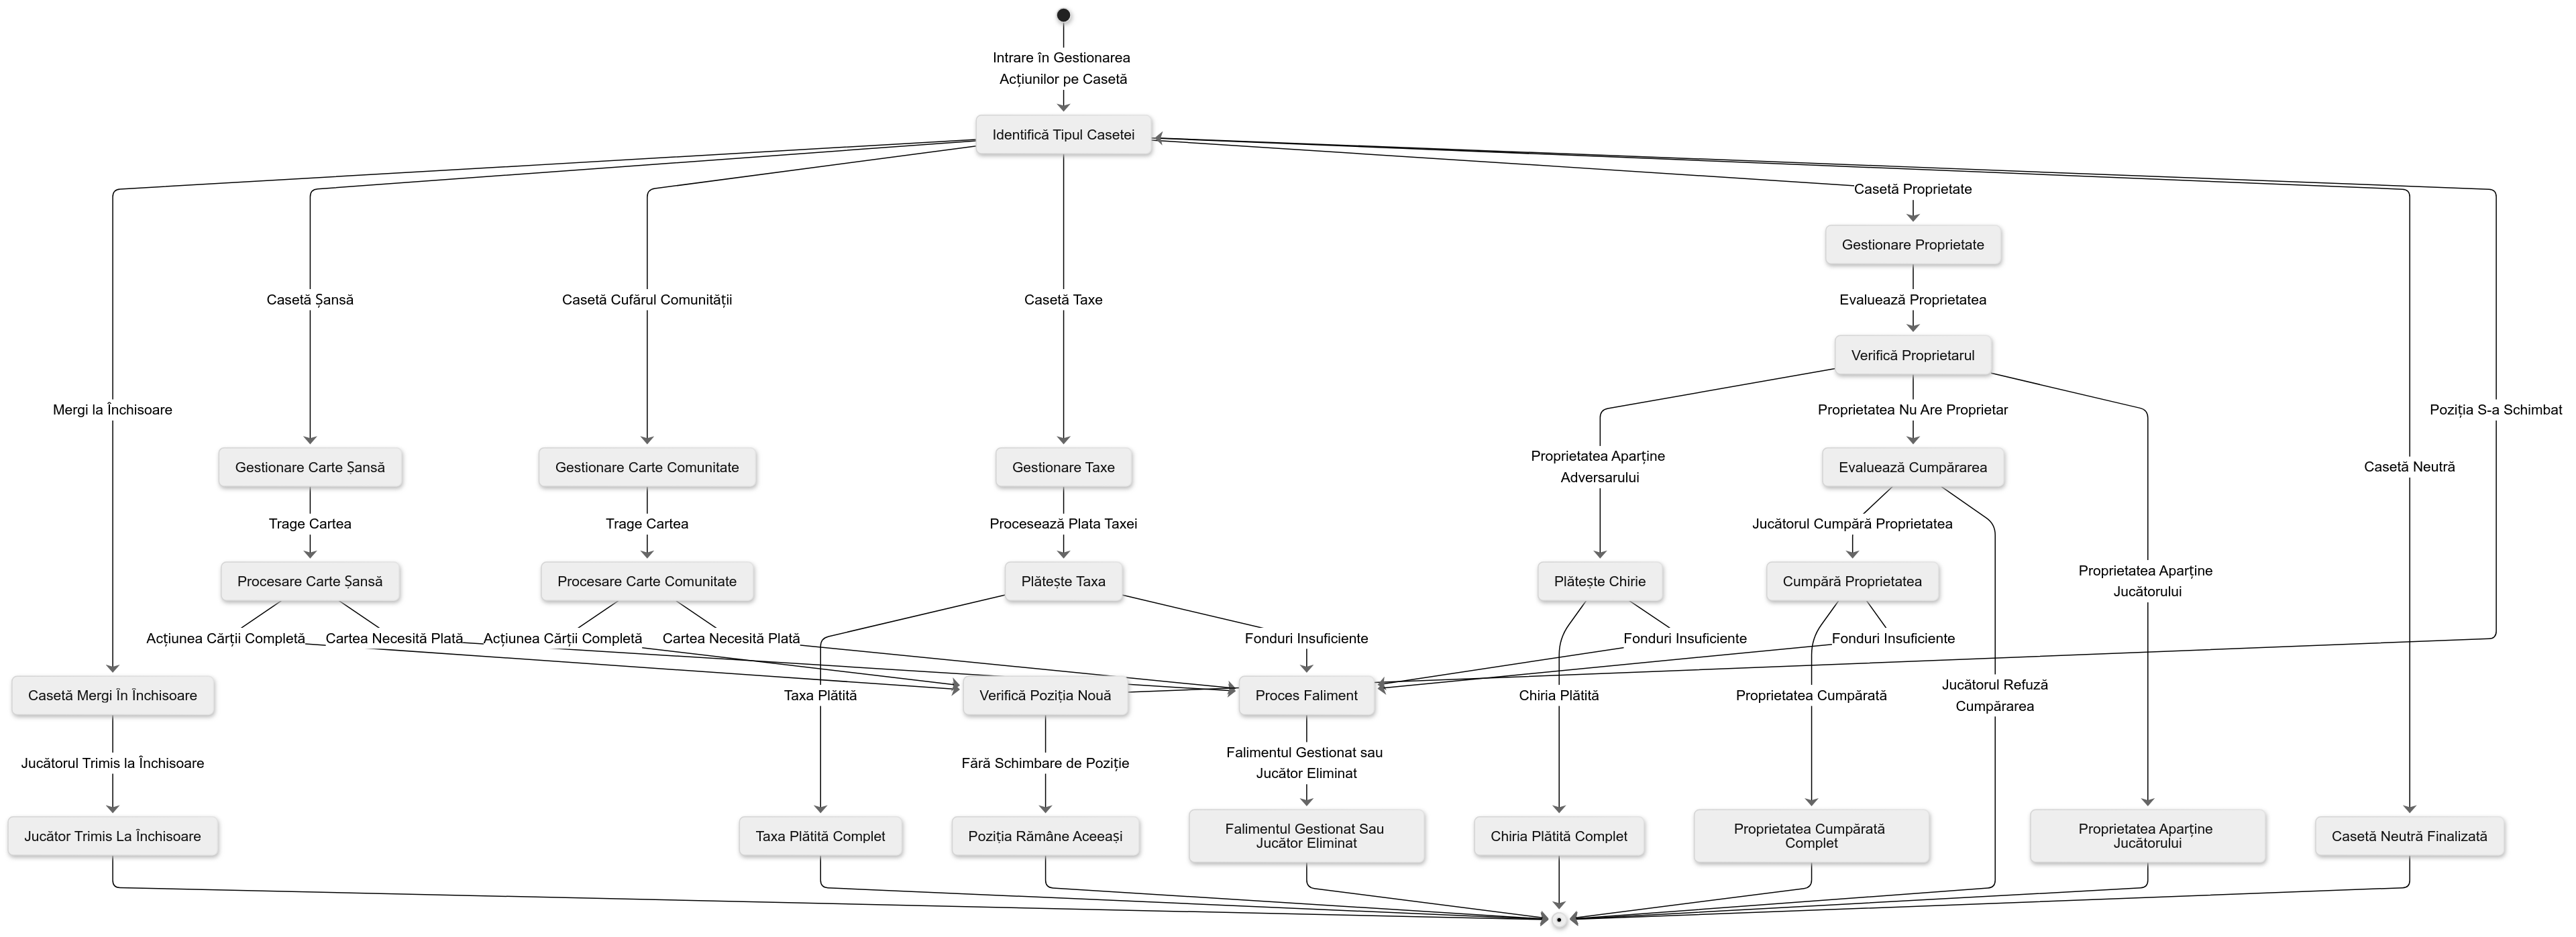 Intrare în Gestionarea
Acțiunilor pe Casetă
Identifică Tipul Casetei
Casetă Proprietate
Gestionare Proprietate
Casetă Șansă
Casetă Cufărul Comunității
Casetă Taxe
Evaluează Proprietatea
Verifică Proprietarul
Mergi la Închisoare
Proprietatea Nu Are Proprietar
Poziția S-a Schimbat
Proprietatea Aparține
Adversarului
Gestionare Carte Șansă
Gestionare Carte Comunitate
Gestionare Taxe
Evaluează Cumpărarea
Casetă Neutră
Trage Cartea
Trage Cartea
Procesează Plata Taxei
Jucătorul Cumpără Proprietatea
Procesare Carte Șansă
Procesare Carte Comunitate
Plătește Taxa
Plătește Chirie
Cumpără Proprietatea
Proprietatea Aparține
Jucătorului
Acțiunea Cărții Completă
Cartea Necesită Plată
Acțiunea Cărții Completă
Cartea Necesită Plată
Fonduri Insuficiente
Fonduri Insuficiente
Fonduri Insuficiente
Casetă Mergi În Închisoare
Taxa Plătită
Verifică Poziția Nouă
Proces Faliment
Chiria Plătită
Proprietatea Cumpărată
Jucătorul Refuză
Cumpărarea
Jucătorul Trimis la Închisoare
Fără Schimbare de Poziție
Falimentul Gestionat sau
Jucător Eliminat
Jucător Trimis La Închisoare
Taxa Plătită Complet
Poziția Rămâne Aceeași
Falimentul Gestionat Sau
Jucător Eliminat
Chiria Plătită Complet
Proprietatea Cumpărată
Complet
Proprietatea Aparține
Jucătorului
Casetă Neutră Finalizată